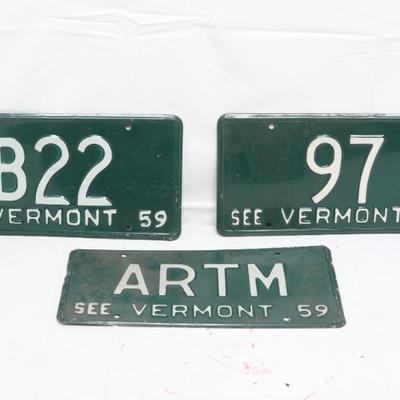 B22
VERMONT 59
97
SEE VERMONT
ARTM
SEE VERMONT 59